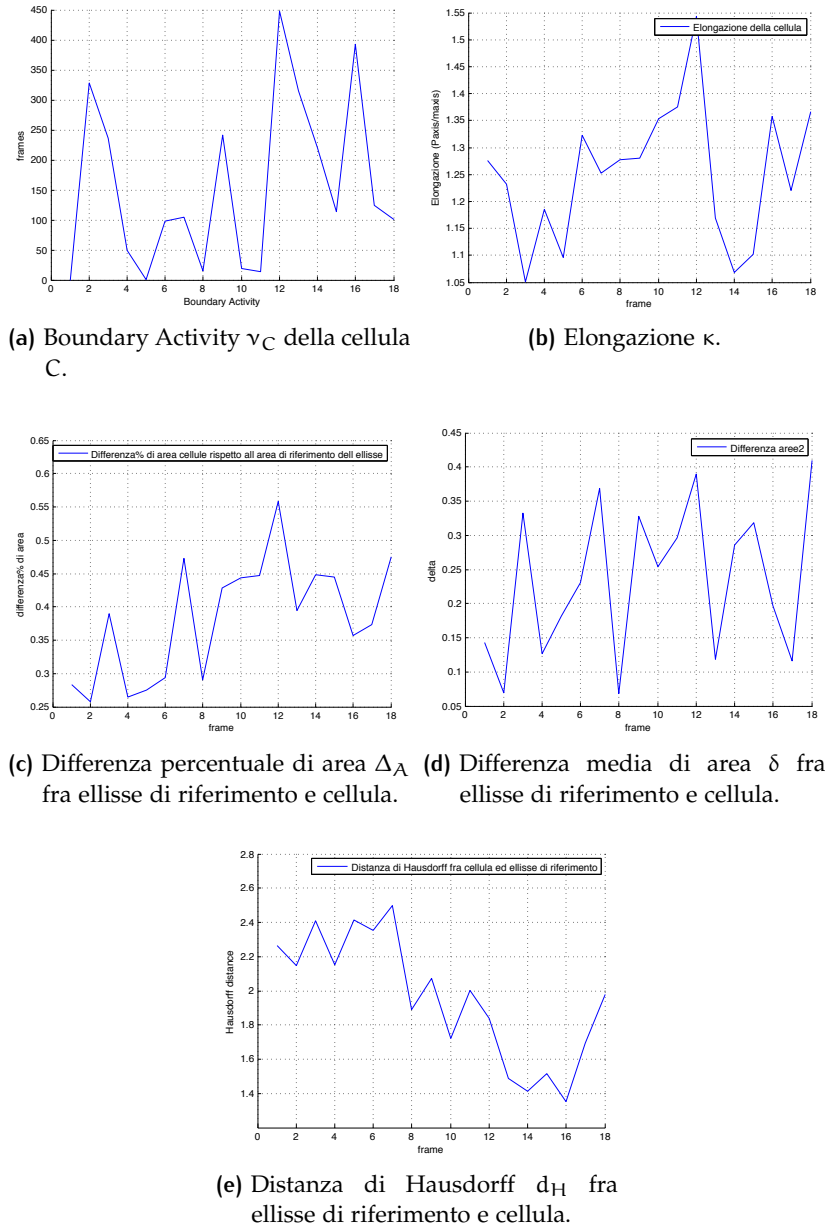 450
400
350
300
250
200
150
100
50
0
frames
0 2 4 6 8 10 12 14 16 18
Boundary Activity
(a) Boundary Activity νC della cellula
C.
1.55
1.5
1.45
1.4
1.35
1.3
1.25
1.2
1.15
1.1
1.05
Elongazione (Paxis/maxis)
Elongazione della cellula
0 2 4 6 8 10 12 14 16 18
frame
(b) Elongazione κ.
0.65
0.6
0.55
0.5
0.45
0.4
0.35
0.3
0.25
differenza% di area
Differenza% di area cellule rispetto all area di riferimento dell ellisse
0 2 4 6 8 10 12 14 16 18
frame
(c) Differenza percentuale di area ΔA
fra ellisse di riferimento e cellula.
0.45
0.4
0.35
0.3
0.25
0.2
0.15
0.1
0.05
delta
Differenza aree2
0 2 4 6 8 10 12 14 16 18
frame
(d) Differenza media di area δ fra
ellisse di riferimento e cellula.
2.8
2.6
2.4
2.2
2
1.8
1.6
1.4
Hausdorff distance
Distanza di Hausdorff fra cellula ed ellisse di riferimento
0 2 4 6 8 10 12 14 16 18
frame
(e) Distanza di Hausdorff dH fra
ellisse di riferimento e cellula.